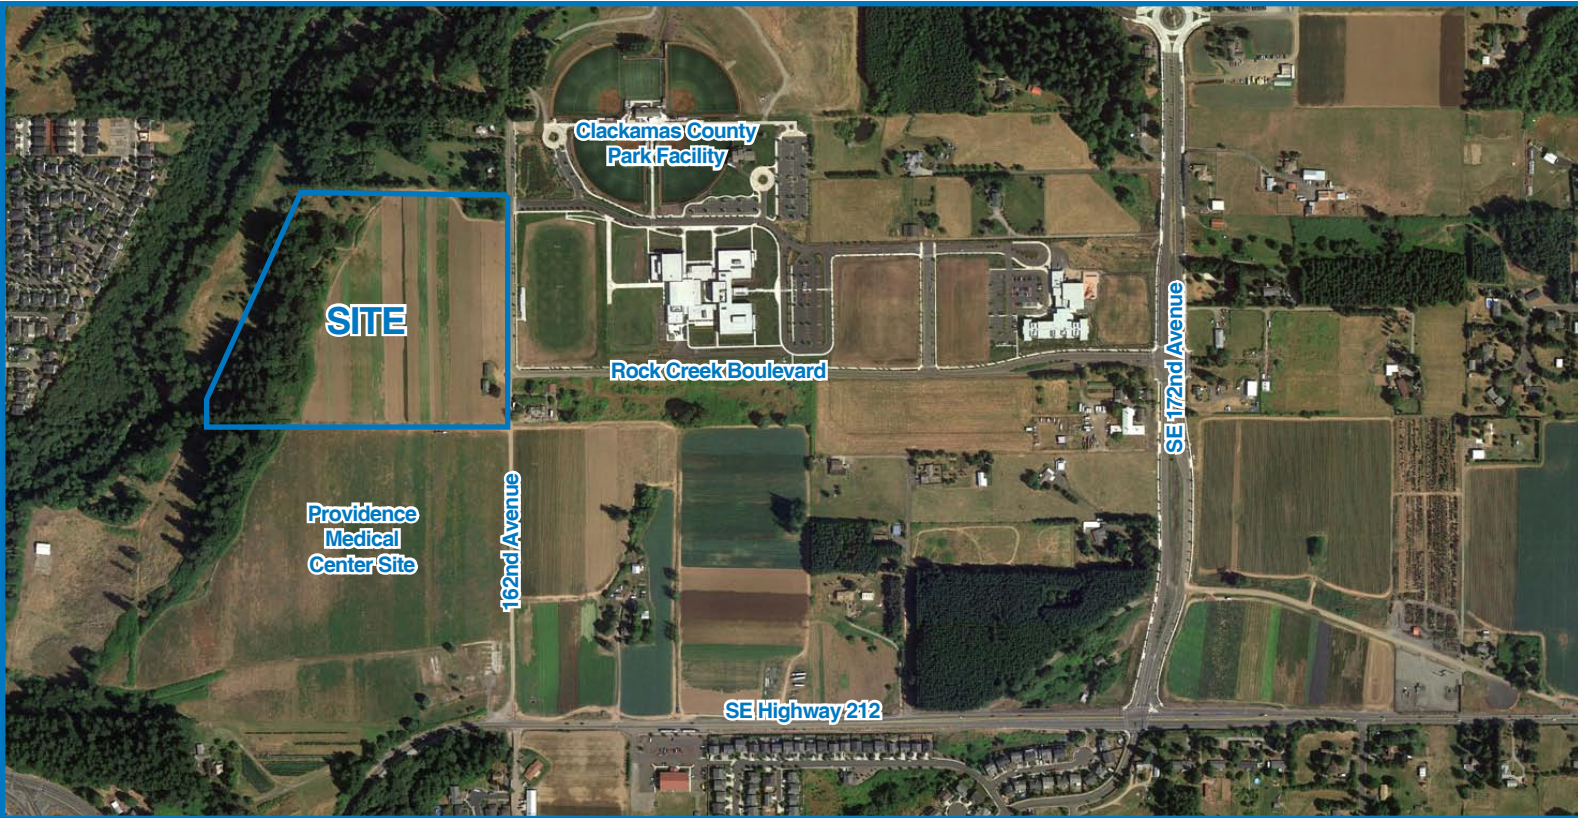 Clackamas County
Park Facility
SITE
Rock Creek Boulevard
SE 172nd Avenue
Providence
Medical
Center Site
162nd Avenue
SE Highway 212